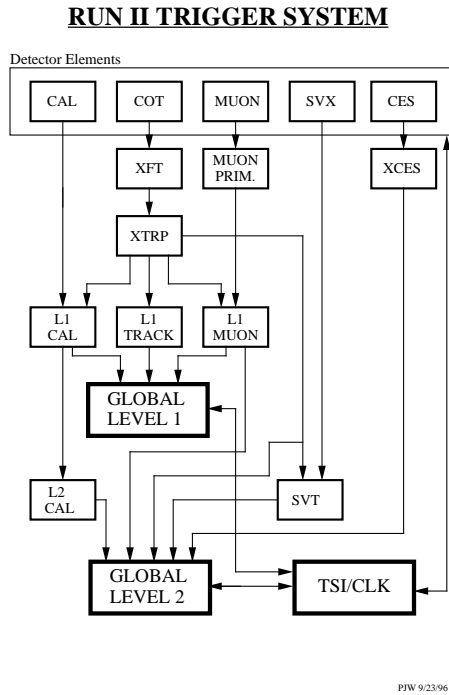 RUN II TRIGGER SYSTEM
Detector Elements
CAL
COT
MUON
SVX
CES
XFT
MUON
PRIM.
XCES
XTRP
L1
CAL
L1
TRACK
L1
MUON
GLOBAL
LEVEL 1
L2
CAL
SVT
GLOBAL
LEVEL 2
TSI/CLK
PJW 9/23/96